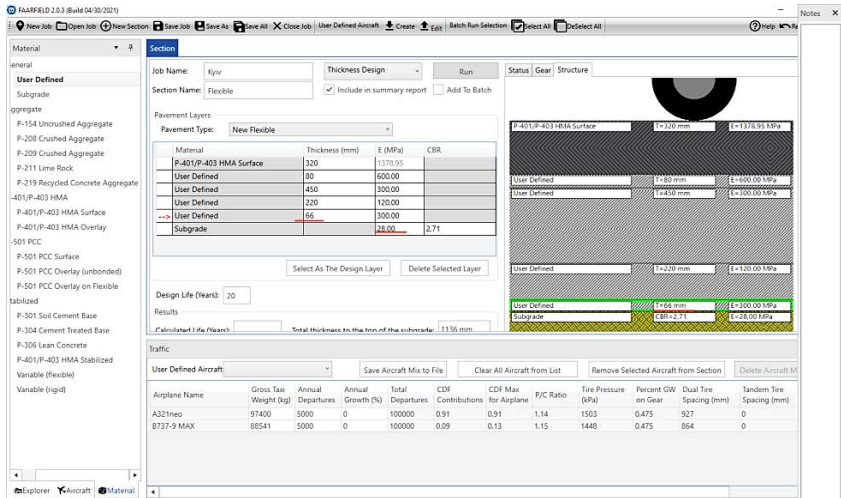 FAARFIELD 2.0.3 (Build 04/30/2021)
New Job Open Job New Section Save Job Save As Save All Close Job User Defined Aircraft Create Edit Batch Run Selection Select All DeSelect All Help Re
Notes X
Material
eneral
User Defined
Subgrade
ggregate
P-154 Uncrushed Aggregate
P-208 Crushed Aggregate
P-209 Crushed Aggregate
P-211 Lime Rock
P-219 Recycled Concrete Aggregate
-401/P-403 HMA
P-401/P-403 HMA Surface
P-401/P-403 HMA Overlay
-501 PCC
P-501 PCC Surface
P-501 PCC Overlay (unbonded)
P-501 PCC Overlay on Flexible
tabilized
P-301 Soil Cement Base
P-304 Cement Treated Base
P-306 Lean Concrete
P-401/P-403 HMA Stabilized
Variable (flexible)
Variable (rigid)
Explorer Aircraft Material
Section
Job Name: Kyiv Thickness Design Run
Section Name: Flexible Include in summary report Add To Batch
Pavement Layers
Pavement Type: New Flexible
Material Thickness (mm) E (MPa) CBR
P-401/P-403 HMA Surface 320 1378.95
User Defined 80 600.00
User Defined 450 300.00
User Defined 220 120.00
--> User Defined 66 300.00
Subgrade 28.00 2.71
Select As The Design Layer Delete Selected Layer
Design Life (Years): 20
Results
Calculated Life (Years): Total thickness to the top of the subgrade: 1136 mm
Status Gear Structure
P-401/P-403 HMA Surface T=320 mm E=1378,95 MPa
User Defined T=80 mm E=600,00 MPa
User Defined T=450 mm E=300,00 MPa
User Defined T=220 mm E=120,00 MPa
User Defined T=66 mm E=300,00 MPa
Subgrade CBR=2,71 E=28,00 MPa
Traffic
User Defined Aircraft Save Aircraft Mix to File Clear All Aircraft from List Remove Selected Aircraft from Section Delete Aircraft M
Airplane Name Gross Taxi Weight (kg) Annual Departures Annual Growth (%) Total Departures CDF Contributions CDF Max for Airplane P/C Ratio Tire Pressure (kPa) Percent GW on Gear Dual Tire Spacing (mm) Tandem Tire Spacing (mm)
A321neo 97400 5000 0 100000 0.91 0.91 1.14 1503 0.475 927 0
B737-9 MAX 88541 5000 0 100000 0.09 0.13 1.15 1448 0.475 864 0